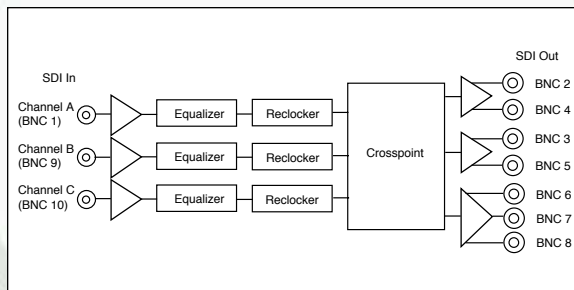 SDI In
SDI Out
Channel A
(BNC 1)
Equalizer
Reclocker
Channel B
(BNC 9)
Equalizer
Reclocker
Channel C
(BNC 10)
Equalizer
Reclocker
Crosspoint
BNC 2
BNC 4
BNC 3
BNC 5
BNC 6
BNC 7
BNC 8